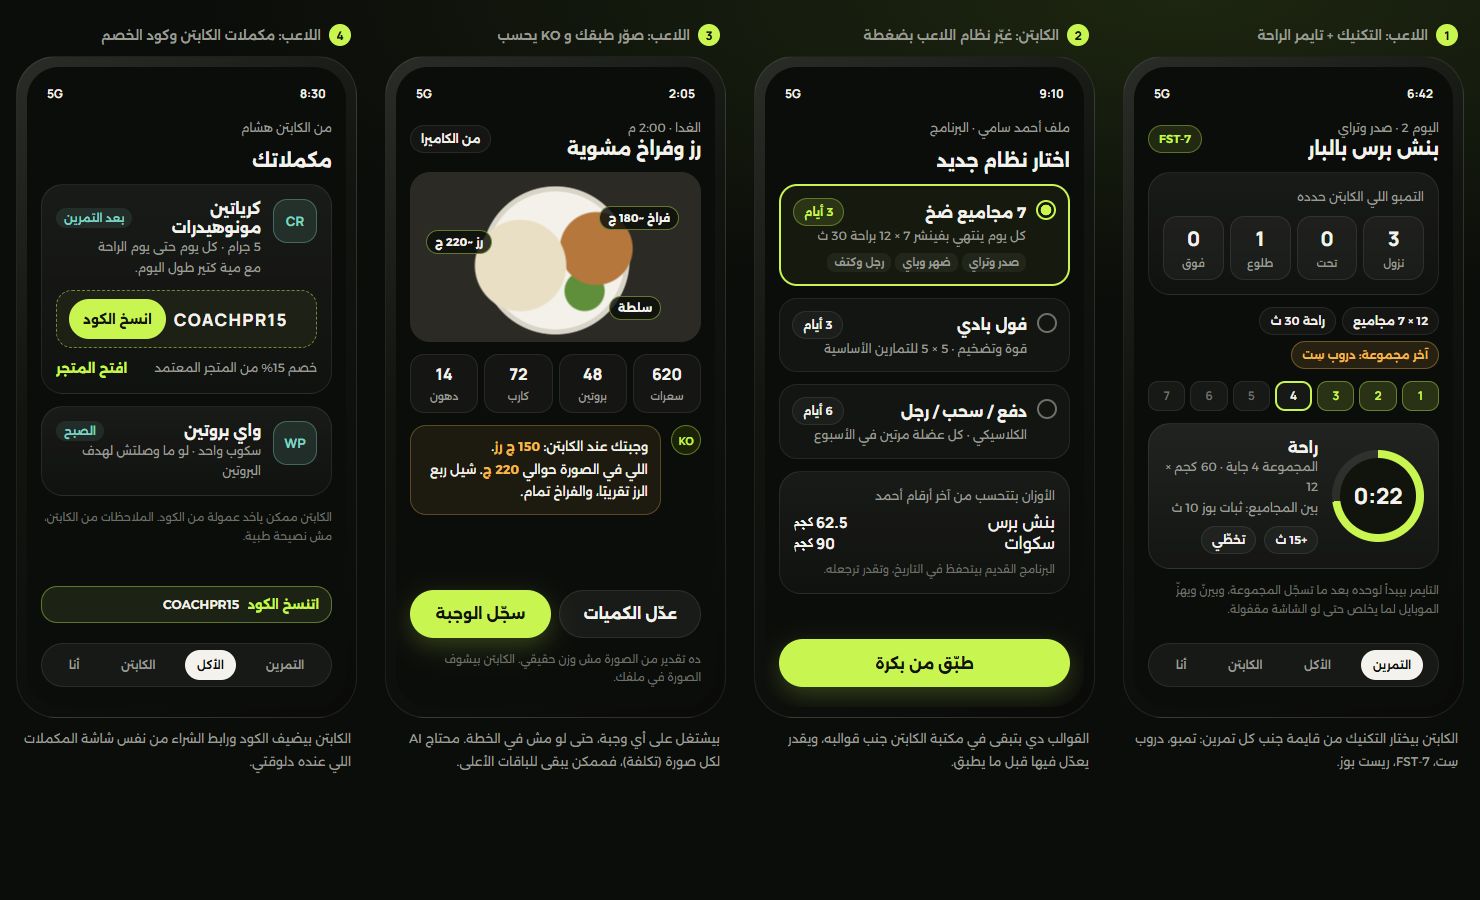 1 اللاعب: التكنيك + تايمر الراحة
6:42
5G
اليوم 2 · صدر وتراي
بنش برس بالبار
FST-7
التمبو اللي الكابتن حدده
3 0 1 0
نزول تحت طلوع فوق
12 × 7 مجاميع
راحة 30 ث
آخر مجموعة: دروب سِت
1 2 3 4 5 6 7
راحة
المجموعة 4 جاية · 60 كجم ×
12
بين المجاميع: ثبات بوز 10 ث
+15 ث
تخطّي
0:22
التايمر بيبدأ لوحده بعد ما تسجّل المجموعة، وبيرنّ ويهزّ
الموبايل لما يخلص حتى لو الشاشة مقفولة.
التمرين الأكل الكابتن أنا
الكابتن بيختار التكنيك من قايمة جنب كل تمرين: تمبو، دروب
سِت، FST-7، ريست بوز.
2 الكابتن: غيّر نظام اللاعب بضغطة
9:10
5G
ملف أحمد سامي · البرنامج
اختار نظام جديد
7 مجاميع ضخ
3 أيام
كل يوم ينتهي بفينشر 7 × 12 براحة 30 ث
صدر وتراي
ضهر وباي
رجل وكتف
فول بادي
3 أيام
قوة وتضخيم · 5 × 5 للتمارين الأساسية
دفع / سحب / رجل
6 أيام
الكلاسيكي · كل عضلة مرتين في الأسبوع
الأوزان بتتحسب من آخر أرقام أحمد
بنش برس 62.5 كجم
سكوات 90 كجم
البرنامج القديم بيتحفظ في التاريخ، وتقدر ترجعله.
طبّق من بكرة
القوالب دي بتبقى في مكتبة الكابتن جنب قوالبه، ويقدر
يعدّل فيها قبل ما يطبق.
3 اللاعب: صوّر طبقك و KO يحسب
2:05
5G
الغدا · 2:00 م
رز وفراخ مشوية
من الكاميرا
فراخ ~180 ج
رز ~220 ج
سلطة
620 48 72 14
سعرات بروتين كارب دهون
KO
وجبتك عند الكابتن: 150 ج رز.
اللي في الصورة حوالي 220 ج. شيل ربع
الرز تقريبًا، والفراخ تمام.
عدّل الكميات
سجّل الوجبة
ده تقدير من الصورة مش وزن حقيقي. الكابتن بيشوف
الصورة في ملفك.
بيشتغل على أي وجبة، حتى لو مش في الخطة. محتاج AI
لكل صورة (تكلفة)، فممكن يبقى للباقات الأعلى.
4 اللاعب: مكملات الكابتن وكود الخصم
8:30
5G
من الكابتن هشام
مكملاتك
CR
كرياتين
مونوهيدرات
بعد التمرين
5 جرام · كل يوم حتى يوم الراحة
مع مية كتير طول اليوم.
COACHPR15
انسخ الكود
خصم 15% من المتجر المعتمد
افتح المتجر
WP
واي بروتين
الصبح
سكوب واحد · لو ما وصلتش لهدف
البروتين
الكابتن ممكن ياخد عمولة من الكود. الملاحظات من الكابتن،
مش نصيحة طبية.
اتنسخ الكود COACHPR15
التمرين الأكل الكابتن أنا
الكابتن بيضيف الكود ورابط الشراء من نفس شاشة المكملات
اللي عنده دلوقتي.